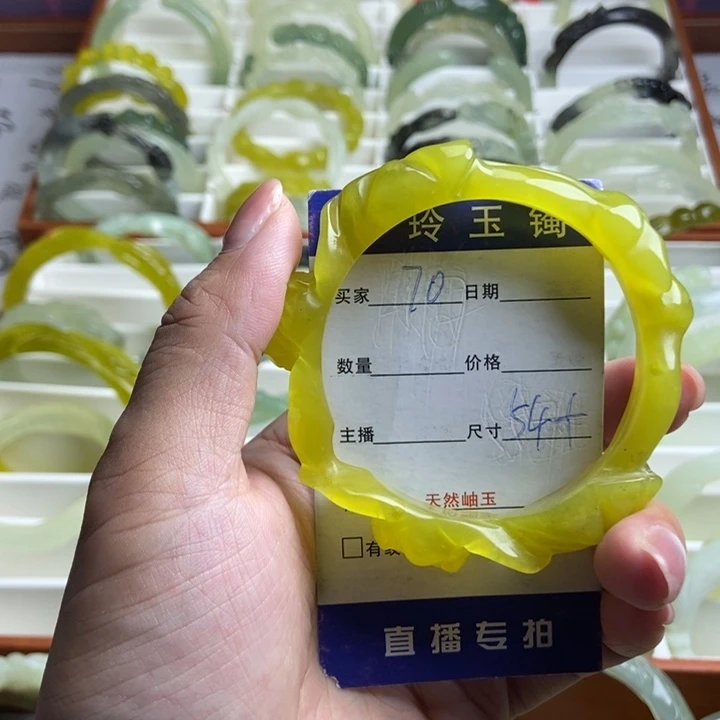 玲玉镯
买家 70 日期
数量 价格
主播 尺寸 54+
天然岫玉
□有
直播专拍